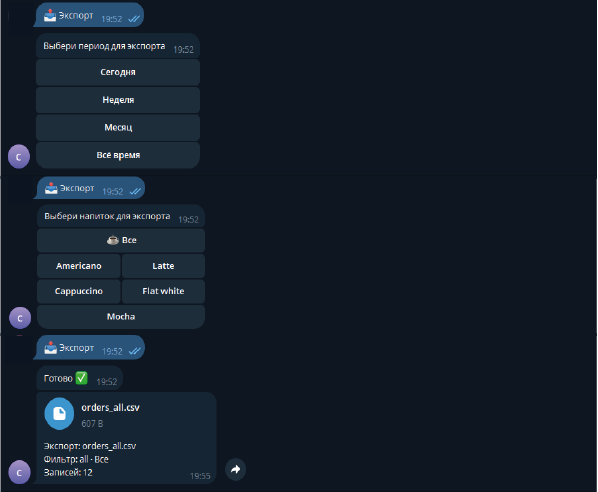 📤 Экспорт 19:52
Выбери период для экспорта 19:52
Сегодня
Неделя
Месяц
Всё время
С
📤 Экспорт 19:52
Выбери напиток для экспорта 19:52
☕ Все
Americano Latte
Cappuccino Flat white
Mocha
С
📤 Экспорт 19:52
Готово ✅ 19:52
orders_all.csv
607 B
Экспорт: orders_all.csv
Фильтр: all · Все
Записей: 12
С 19:55